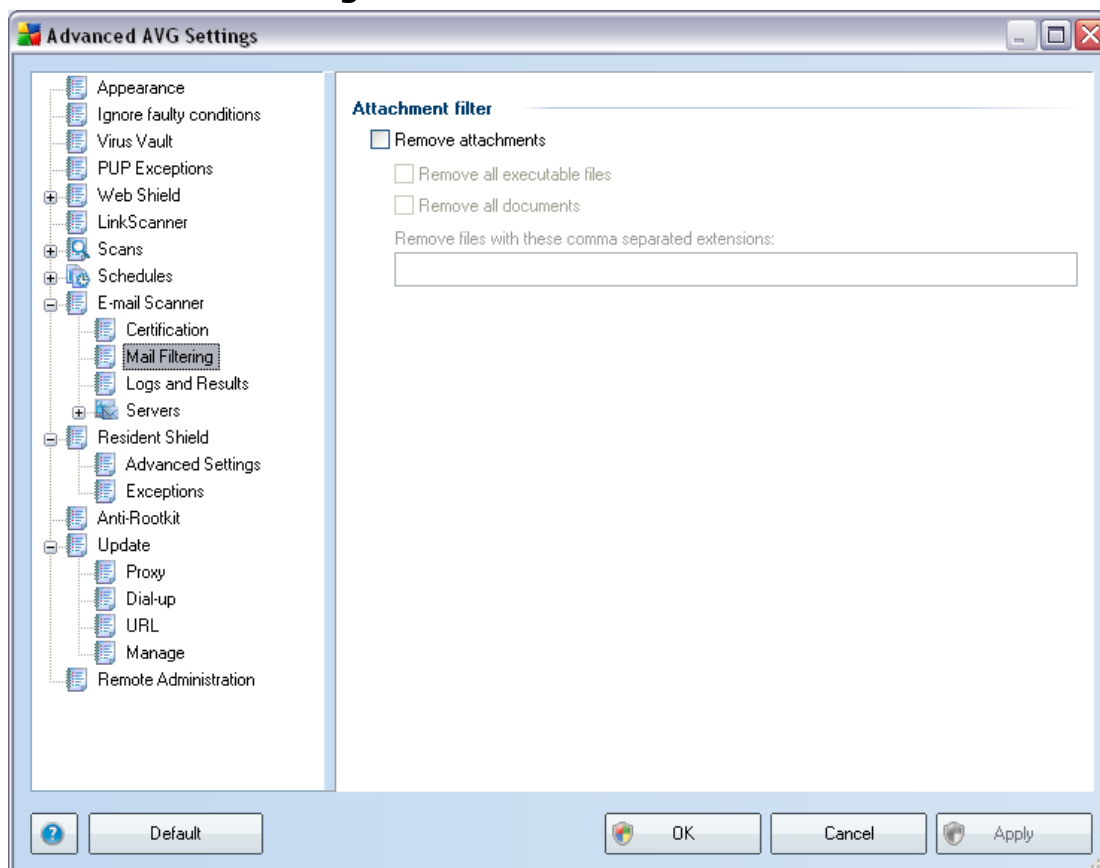 Advanced AVG Settings
Appearance
Ignore faulty conditions
Virus Vault
PUP Exceptions
Web Shield
LinkScanner
Scans
Schedules
E-mail Scanner
Certification
Mail Filtering
Logs and Results
Servers
Resident Shield
Advanced Settings
Exceptions
Anti-Rootkit
Update
Proxy
Dial-up
URL
Manage
Remote Administration
Attachment filter
Remove attachments
Remove all executable files
Remove all documents
Remove files with these comma separated extensions:
Default
OK
Cancel
Apply